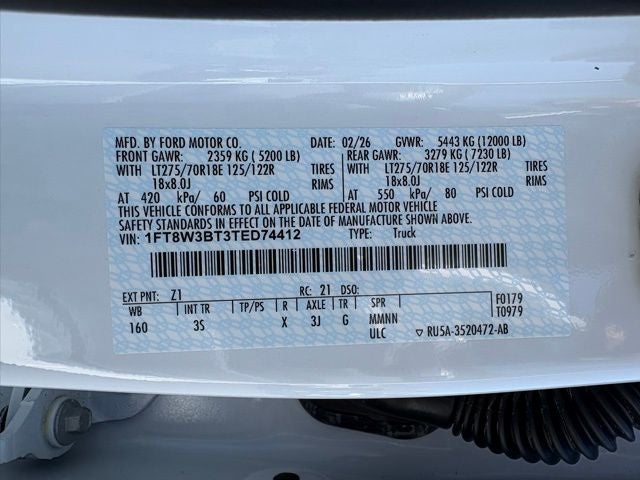 MFD. BY FORD MOTOR CO. DATE: 02/26 GVWR: 5443 KG (12000 LB)
FRONT GAWR: 2359 KG ( 5200 LB) REAR GAWR: 3279 KG ( 7230 LB)
WITH LT275/70R18E 125/122R TIRES WITH LT275/70R18E 125/122R TIRES
18x8.0J RIMS 18x8.0J RIMS
AT 420 kPa/ 60 PSI COLD AT 550 kPa/ 80 PSI COLD
THIS VEHICLE CONFORMS TO ALL APPLICABLE FEDERAL MOTOR VEHICLE
SAFETY STANDARDS IN EFFECT ON THE DATE OF MANUFACTURE SHOWN ABOVE.
VIN: 1FT8W3BT3TED74412 TYPE: Truck
EXT PNT: Z1 RC: 21 DSO: F0179
WB INT TR TP/PS R AXLE TR SPR T0979
160 3S X 3J G MMNN
ULC ▽ RU5A-3520472-AB